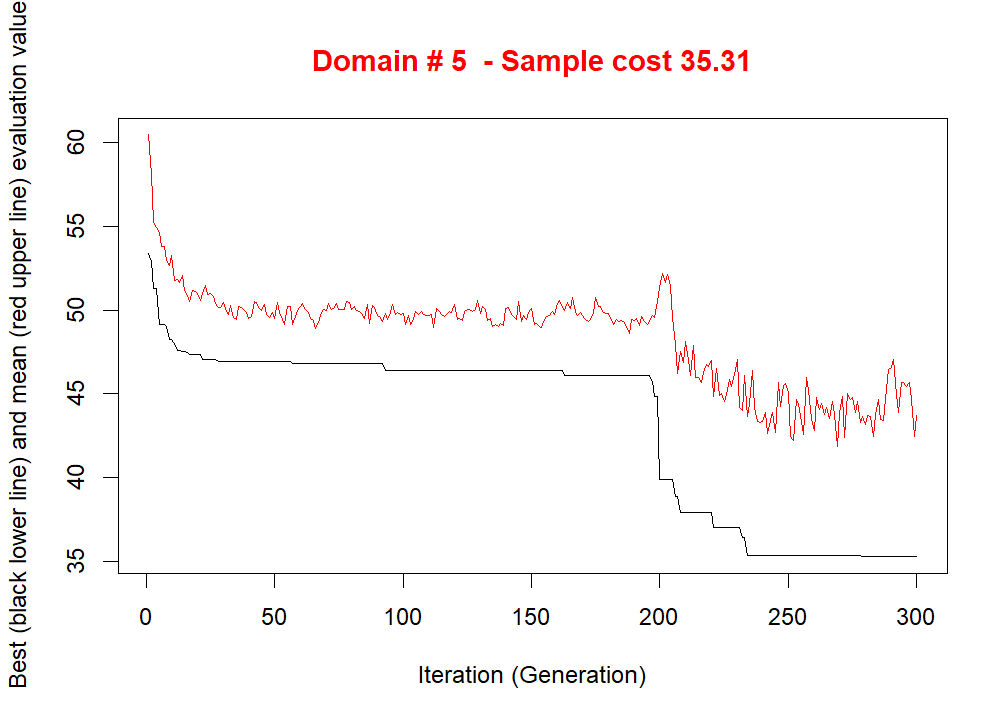 Domain # 5  - Sample cost 35.31
Best (black lower line) and mean (red upper line) evaluation value
60
55
50
45
40
35
0 50 100 150 200 250 300
Iteration (Generation)